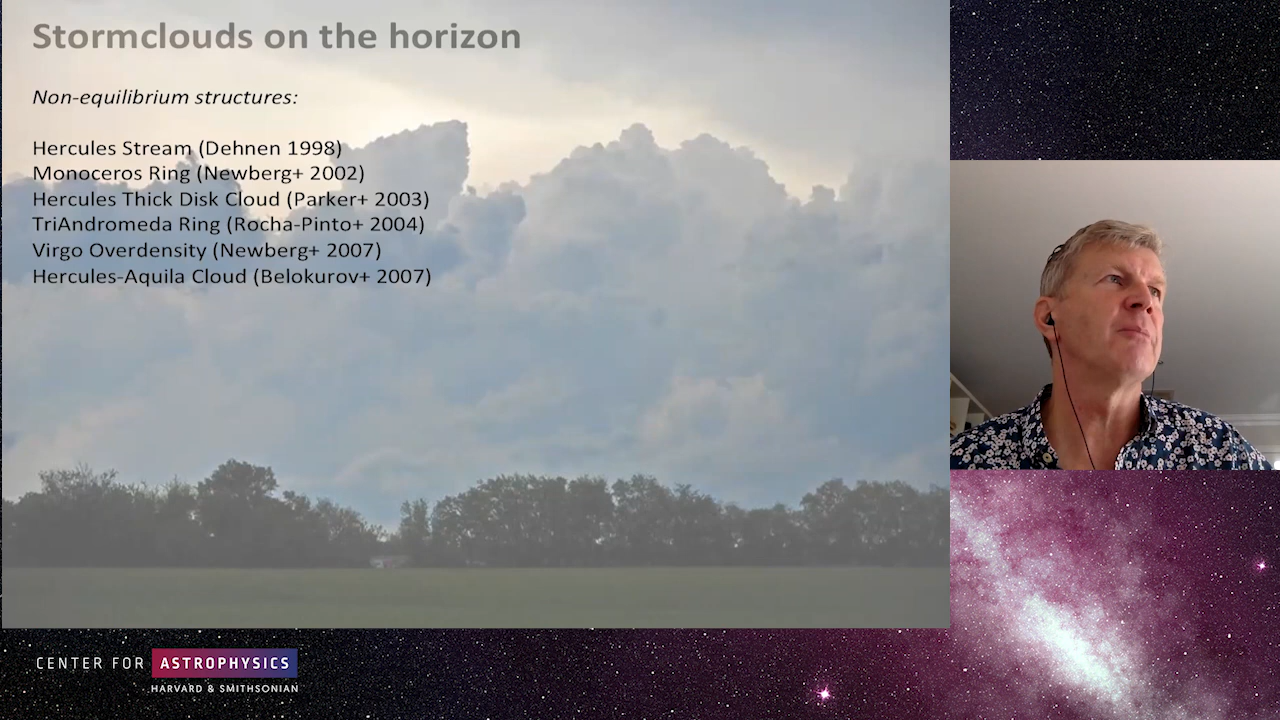 Stormclouds on the horizon
Non-equilibrium structures:
Hercules Stream (Dehnen 1998)
Monoceros Ring (Newberg+ 2002)
Hercules Thick Disk Cloud (Parker+ 2003)
TriAndromeda Ring (Rocha-Pinto+ 2004)
Virgo Overdensity (Newberg+ 2007)
Hercules-Aquila Cloud (Belokurov+ 2007)
CENTER FOR ASTROPHYSICS
HARVARD & SMITHSONIAN